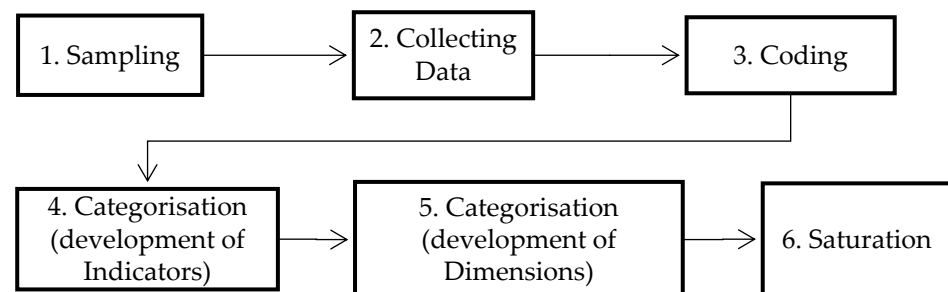 1. Sampling
2. Collecting
Data
3. Coding
4. Categorisation
(development of
Indicators)
5. Categorisation
(development of
Dimensions)
6. Saturation